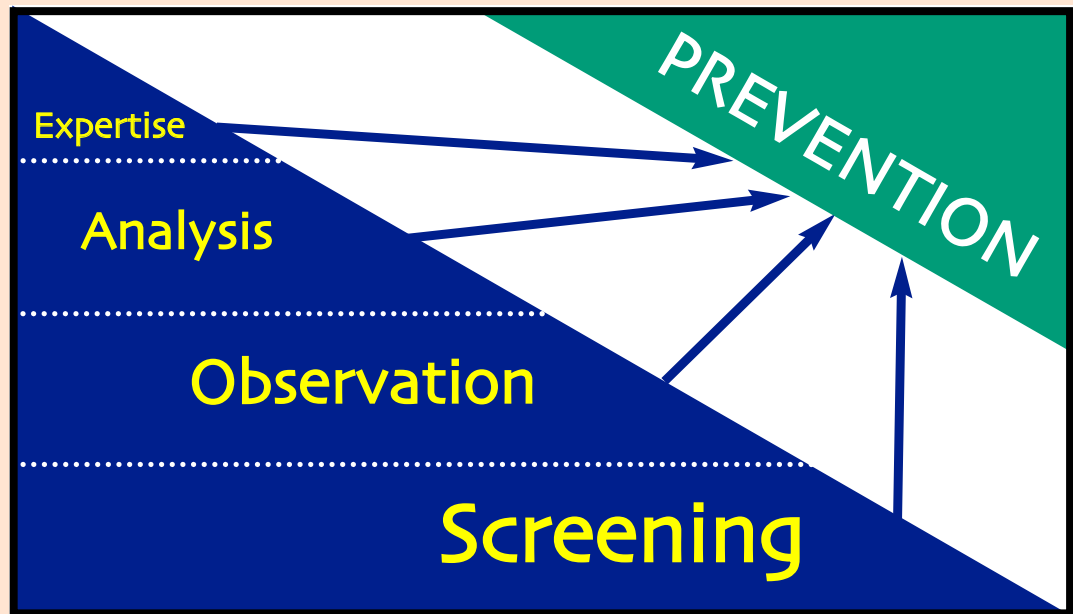 PREVENTION
Expertise
Analysis
Observation
Screening